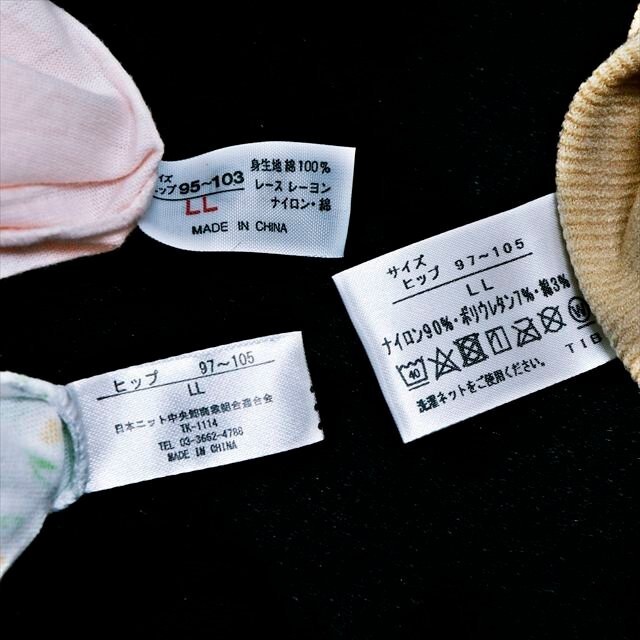 サイズ
ヒップ 95~103
LL
身生地 綿100%
レース レーヨン
ナイロン・綿
MADE IN CHINA
サイズ
ヒップ 97~105
LL
ナイロン90%・ポリウレタン7%・綿3%
40
洗濯ネットをご使用ください。
ヒップ 97~105
LL
日本ニット中央卸商業組合連合会
TK-1114
TEL 03-3662-4788
MADE IN CHINA